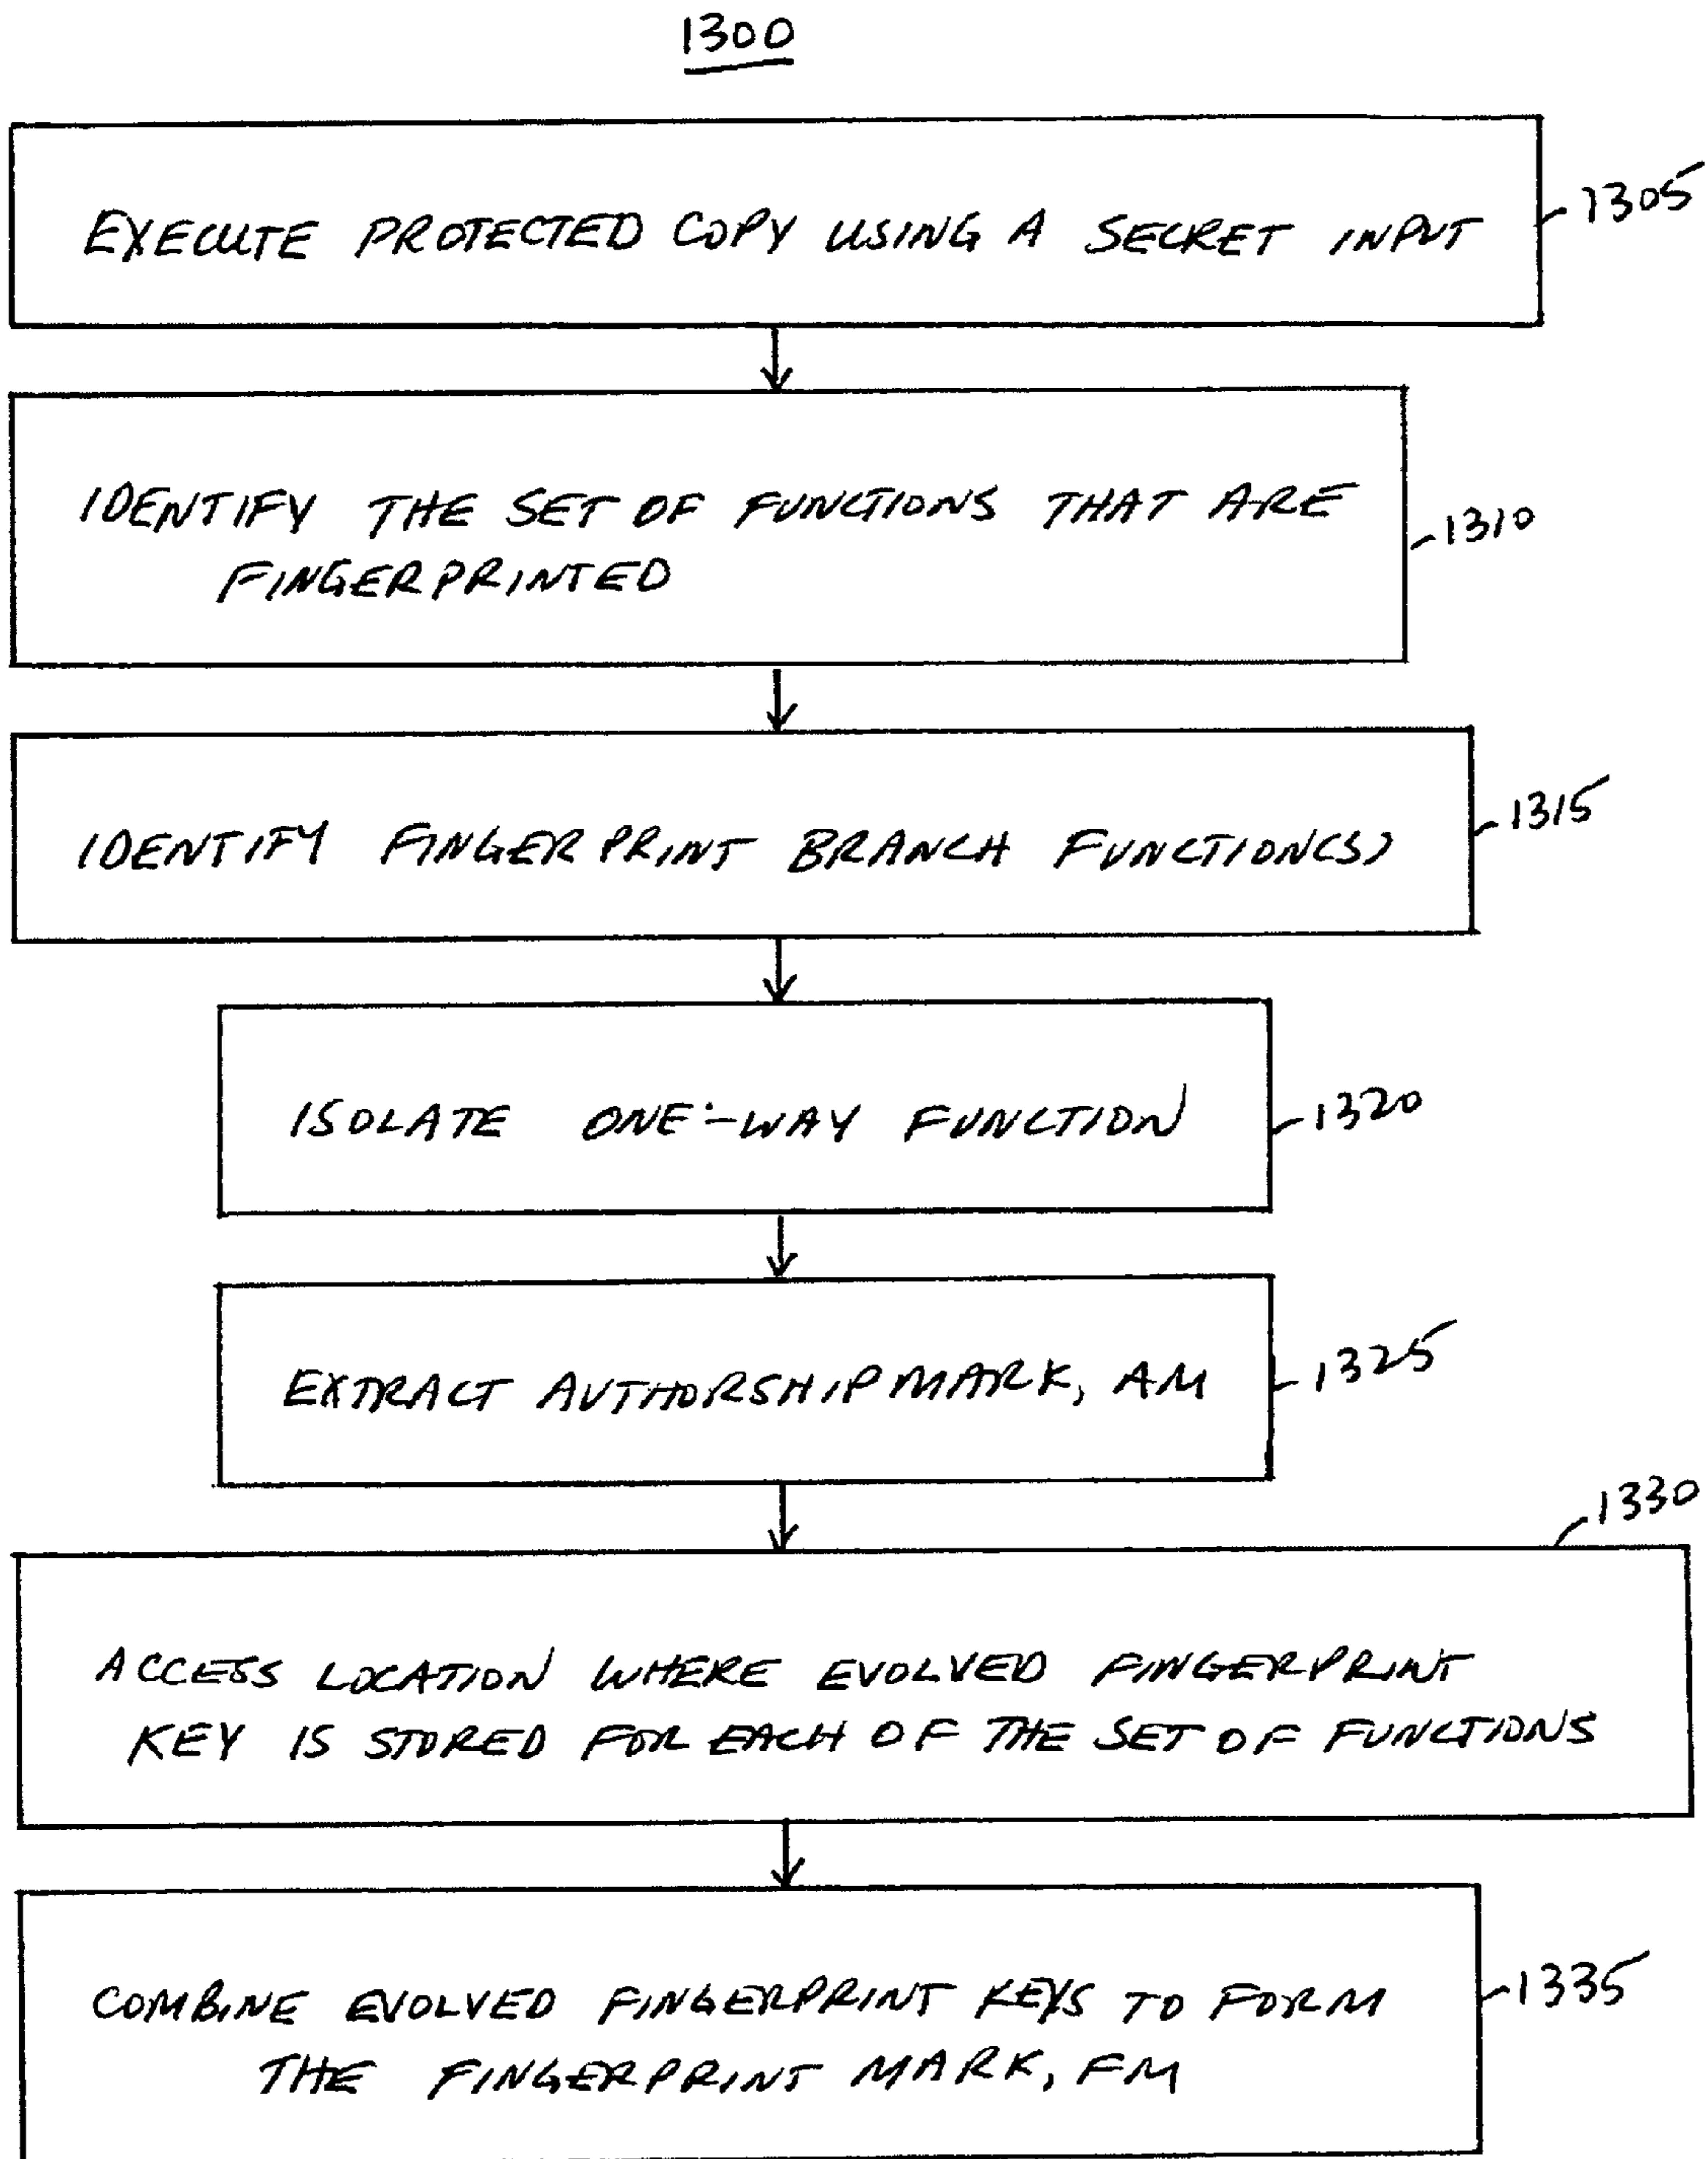 1300
EXECUTE PROTECTED COPY USING A SECRET INPUT
1305
IDENTIFY THE SET OF FUNCTIONS THAT ARE
FINGERPRINTED
1310
IDENTIFY FINGERPRINT BRANCH FUNCTION(S)
1315
ISOLATE ONE-WAY FUNCTION
1320
EXTRACT AUTHORSHIP MARK, AM
1325
1330
ACCESS LOCATION WHERE EVOLVED FINGERPRINT
KEY IS STORED FOR EACH OF THE SET OF FUNCTIONS
COMBINE EVOLVED FINGERPRINT KEYS TO FORM
THE FINGERPRINT MARK, FM
1335